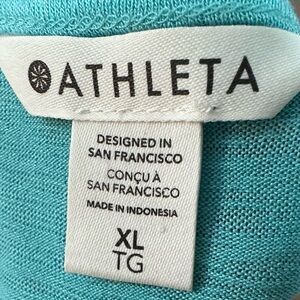 ATHLETA
DESIGNED IN
SAN FRANCISCO
CONÇU À
SAN FRANCISCO
MADE IN INDONESIA
XL
TG